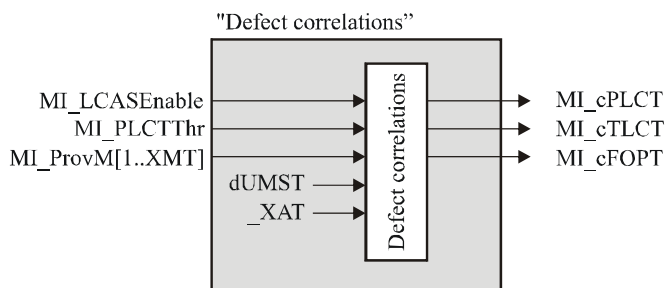 "Defect correlations”
MI_LCASEnable
MI_PLCTThr
MI_ProvM[1..XMT]
dUMST
_XAT
Defect correlations
MI_cPLCT
MI_cTLCT
MI_cFOPT